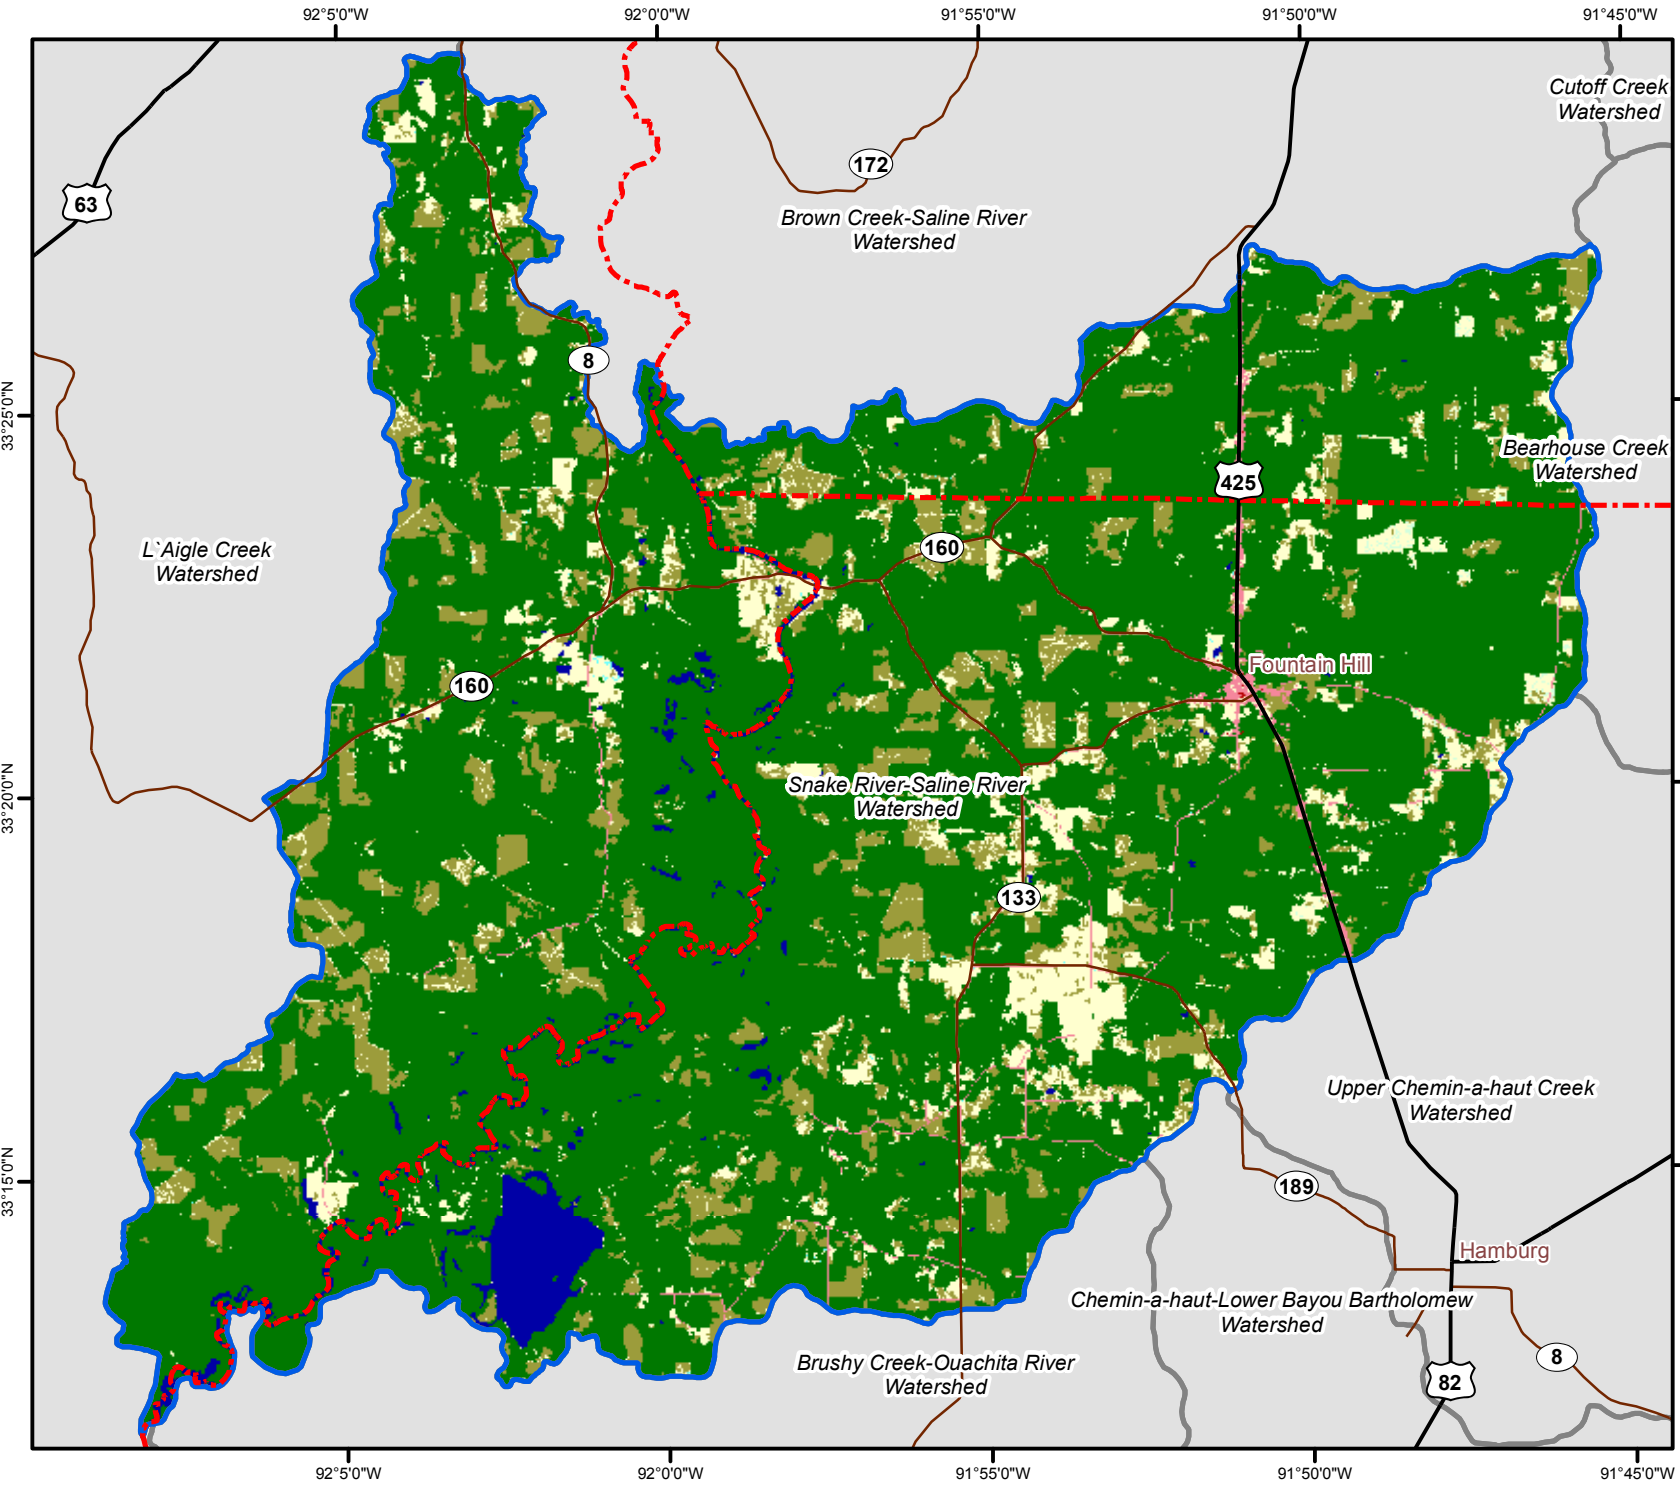 92°5'0"W
92°0'0"W
91°55'0"W
91°50'0"W
91°45'0"W
Cutoff Creek
Watershed
172
63
Brown Creek-Saline River
Watershed
8
33°25'0"N
Bearhouse Creek
Watershed
425
160
L`Aigle Creek
Watershed
Fountain Hill
160
33°20'0"N
Snake River-Saline River
Watershed
133
Upper Chemin-a-haut Creek
Watershed
33°15'0"N
189
Hamburg
Chemin-a-haut-Lower Bayou Bartholomew
Watershed
Brushy Creek-Ouachita River
Watershed
8
82
92°5'0"W
92°0'0"W
91°55'0"W
91°50'0"W
91°45'0"W